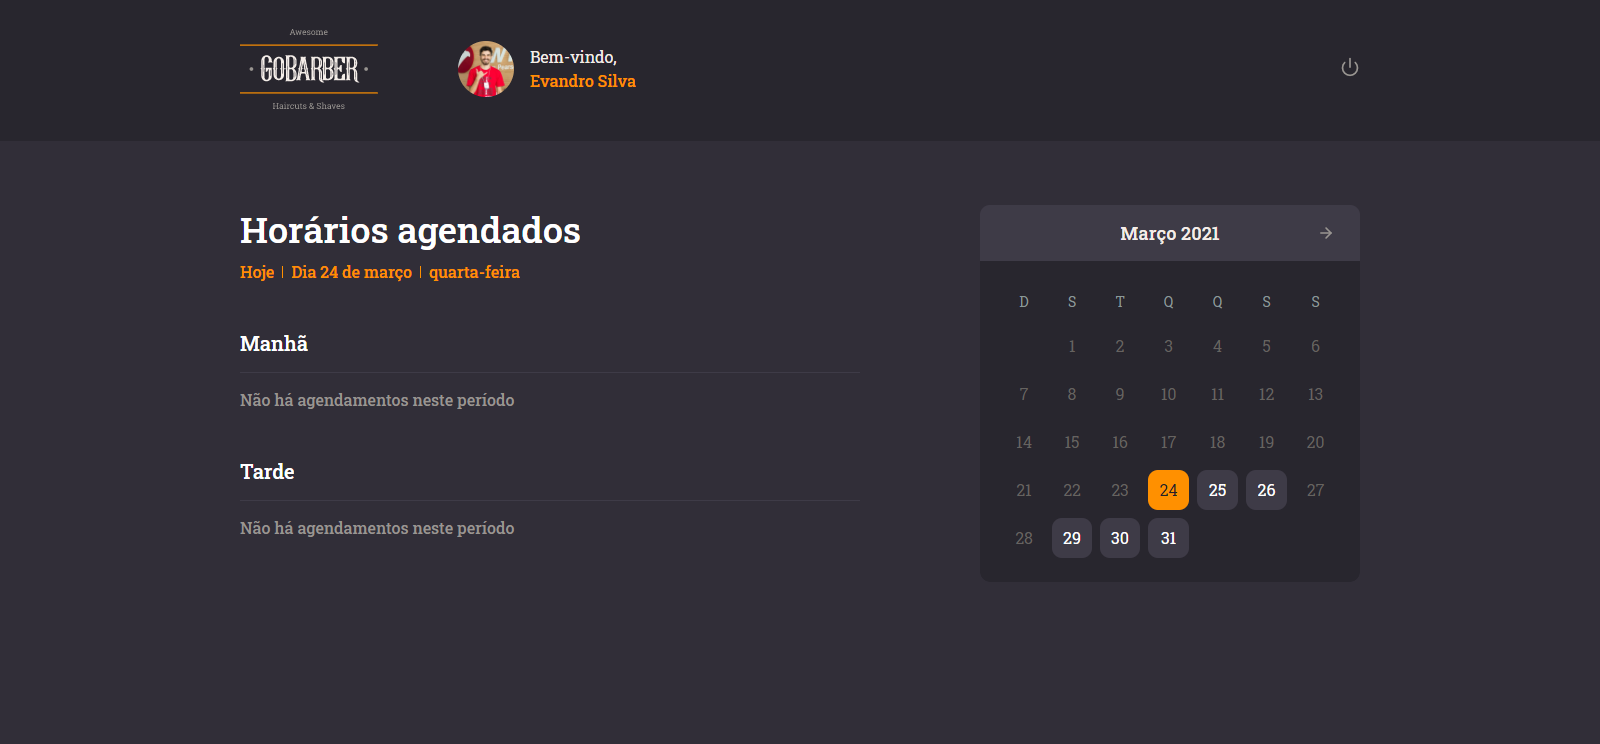 Awesome
GOBARBER
Haircuts & Shaves
Bem-vindo,
Evandro Silva
Horários agendados
Hoje | Dia 24 de março | quarta-feira
Manhã
Não há agendamentos neste período
Tarde
Não há agendamentos neste período
Março 2021
D S T Q Q S S
1 2 3 4 5 6
7 8 9 10 11 12 13
14 15 16 17 18 19 20
21 22 23 24 25 26 27
28 29 30 31